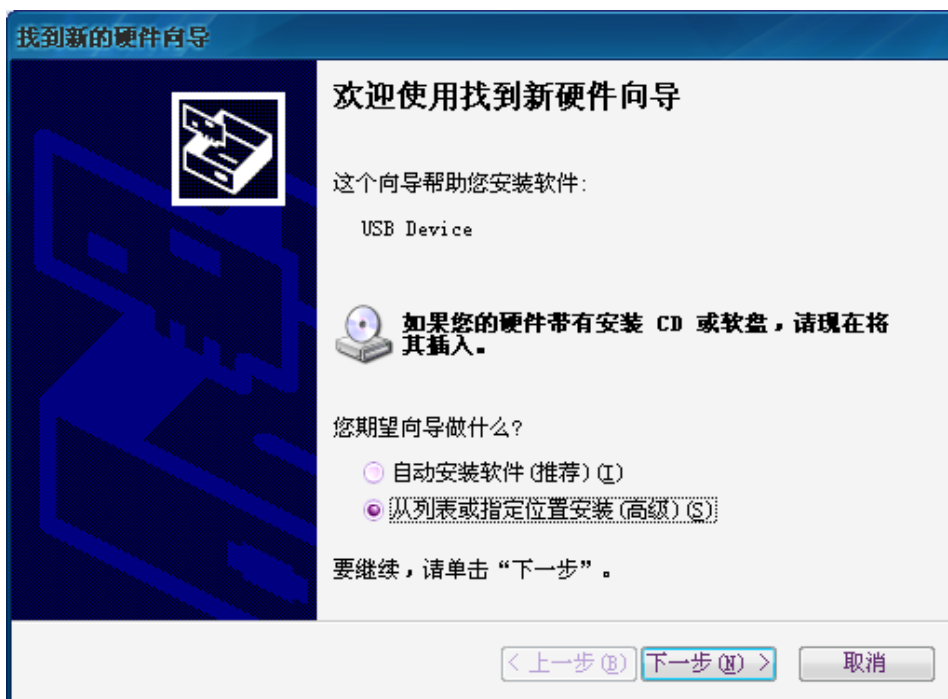 找到新的硬件向导
欢迎使用找到新硬件向导
这个向导帮助您安装软件:
USB Device
如果您的硬件带有安装 CD 或软盘，请现在将
其插入。
您期望向导做什么?
自动安装软件(推荐)(I)
从列表或指定位置安装(高级)(S)
要继续，请单击“下一步”。
< 上一步(B) 下一步(N) > 取消